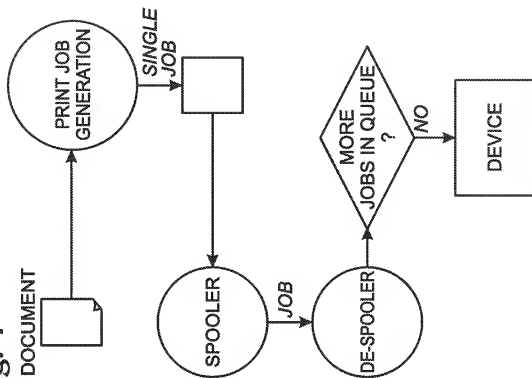 DOCUMENT
PRINT JOB
GENERATION
SINGLE
JOB
SPOOLER
JOB
DE-SPOOLER
MORE
JOBS IN QUEUE
?
NO
DEVICE